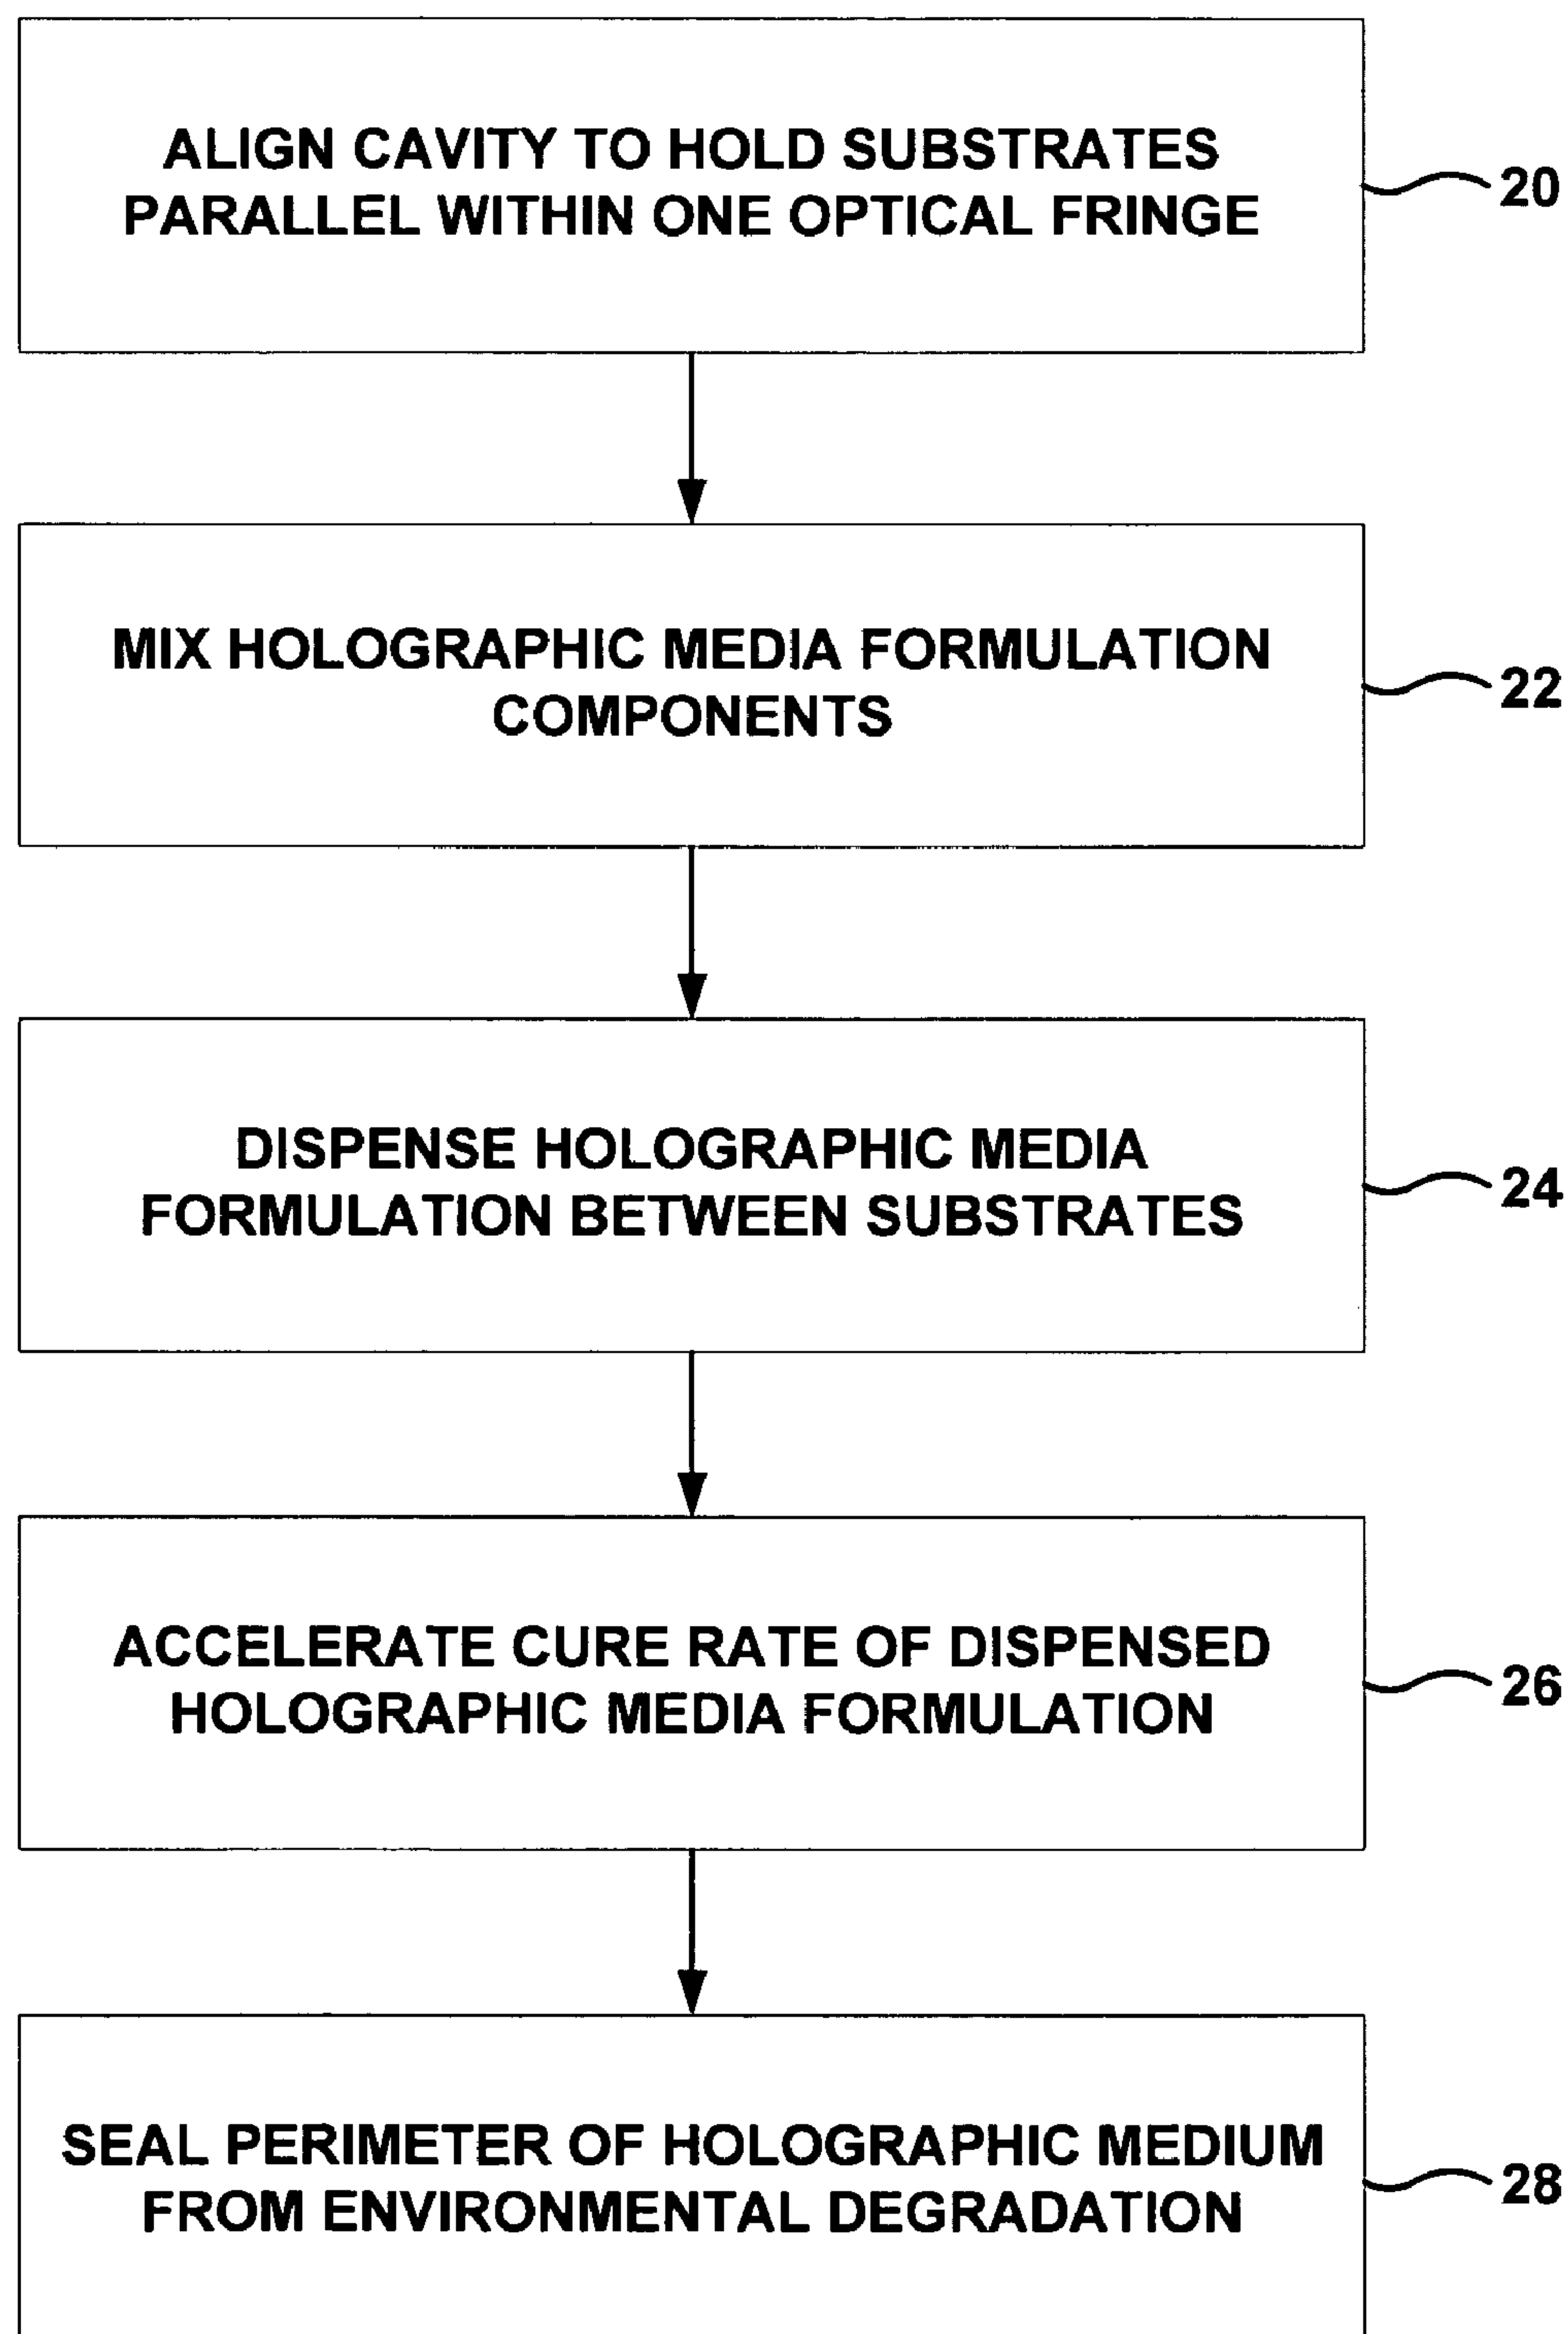 ALIGN CAVITY TO HOLD SUBSTRATES
PARALLEL WITHIN ONE OPTICAL FRINGE
20
MIX HOLOGRAPHIC MEDIA FORMULATION
COMPONENTS
22
DISPENSE HOLOGRAPHIC MEDIA
FORMULATION BETWEEN SUBSTRATES
24
ACCELERATE CURE RATE OF DISPENSED
HOLOGRAPHIC MEDIA FORMULATION
26
SEAL PERIMETER OF HOLOGRAPHIC MEDIUM
FROM ENVIRONMENTAL DEGRADATION
28